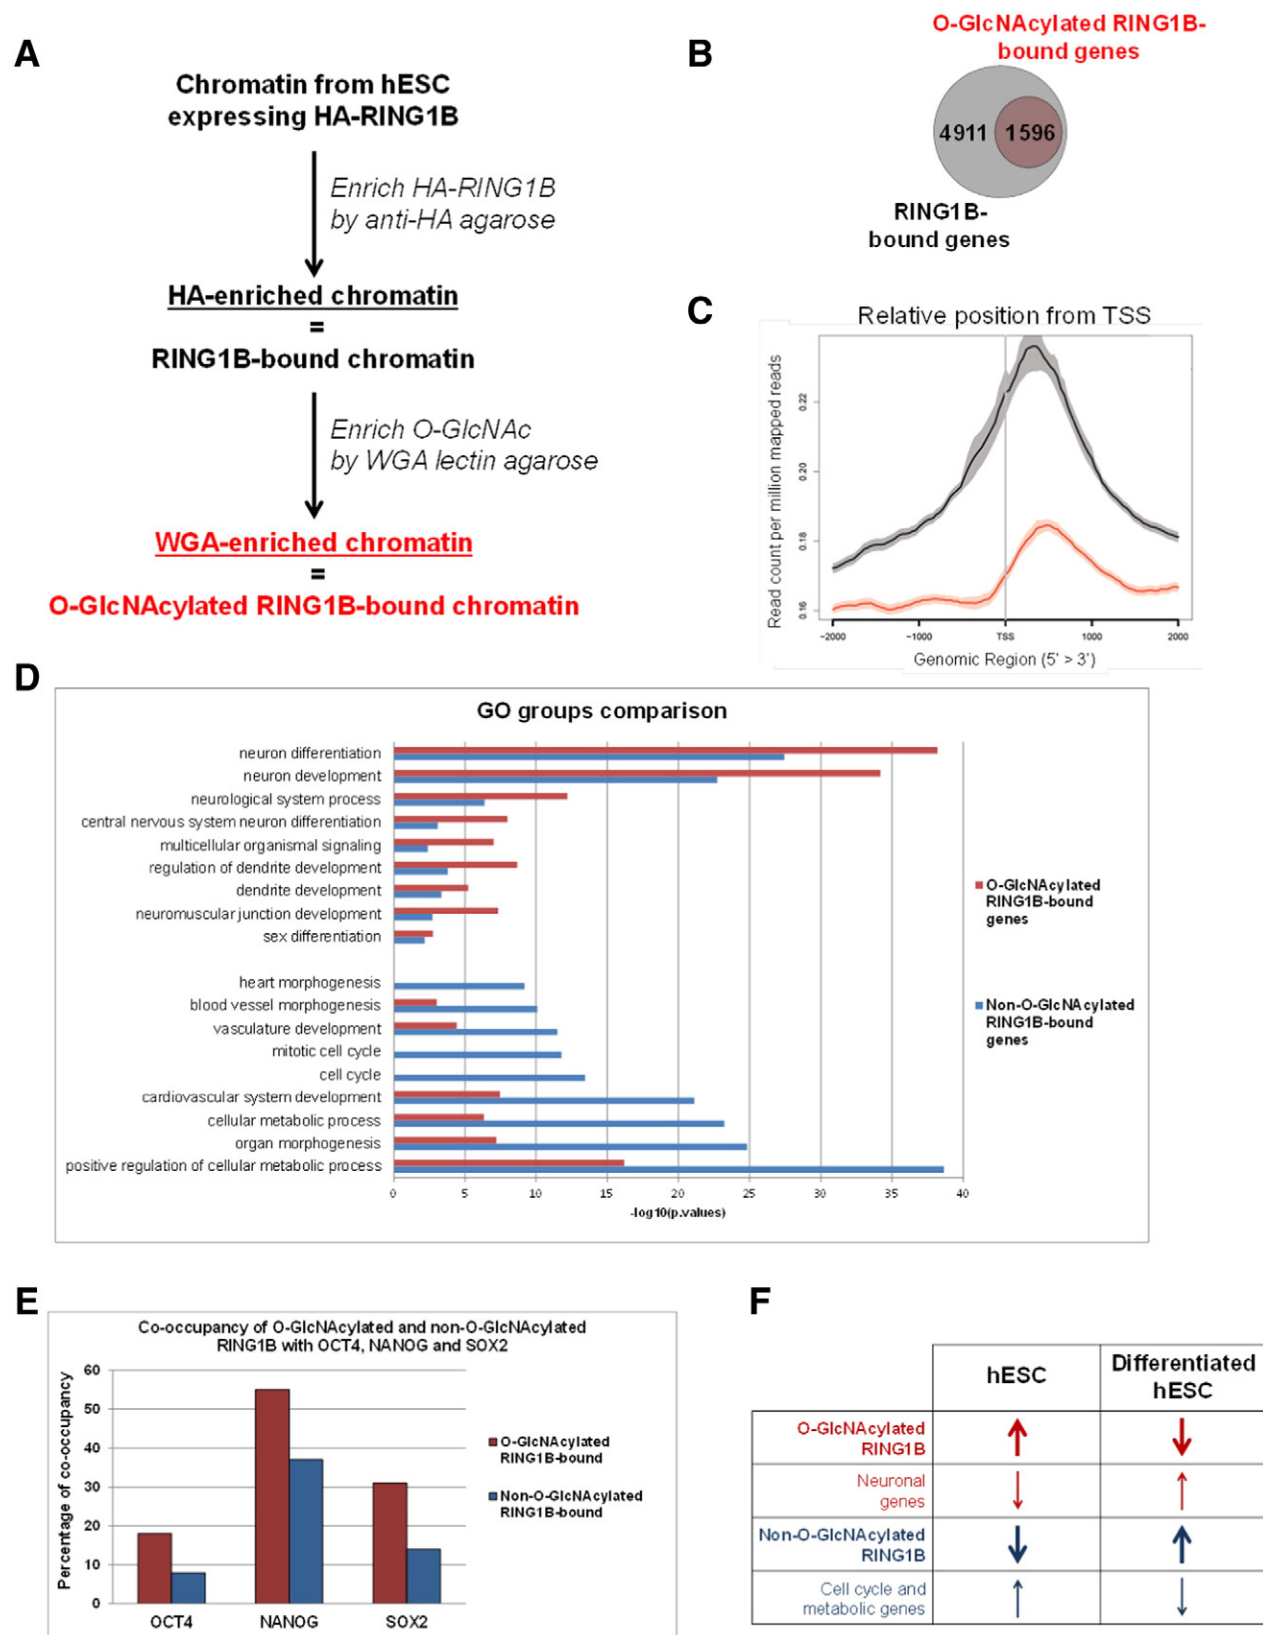 A
Chromatin from hESC
expressing HA-RING1B
Enrich HA-RING1B
by anti-HA agarose
HA-enriched chromatin
=
RING1B-bound chromatin
Enrich O-GlcNAc
by WGA lectin agarose
WGA-enriched chromatin
=
O-GlcNAcylated RING1B-bound chromatin
B
O-GlcNAcylated RING1B-
bound genes
4911
1596
RING1B-
bound genes
C
Relative position from TSS
Read count per million mapped reads
0.22
0.20
0.18
0.16
−2000
−1000
TSS
1000
2000
Genomic Region (5' > 3')
D
GO groups comparison
neuron differentiation
neuron development
neurological system process
central nervous system neuron differentiation
multicellular organismal signaling
regulation of dendrite development
dendrite development
neuromuscular junction development
sex differentiation
heart morphogenesis
blood vessel morphogenesis
vasculature development
mitotic cell cycle
cell cycle
cardiovascular system development
cellular metabolic process
organ morphogenesis
positive regulation of cellular metabolic process
0
5
10
15
20
25
30
35
40
-log10(p.values)
O-GlcNAcylated
RING1B-bound
genes
Non-O-GlcNAcylated
RING1B-bound
genes
E
Co-occupancy of O-GlcNAcylated and non-O-GlcNAcylated
RING1B with OCT4, NANOG and SOX2
Percentage of co-occupancy
60
50
40
30
20
10
0
OCT4
NANOG
SOX2
O-GlcNAcylated
RING1B-bound
Non-O-GlcNAcylated
RING1B-bound
F
hESC
Differentiated
hESC
O-GlcNAcylated
RING1B
Neuronal
genes
Non-O-GlcNAcylated
RING1B
Cell cycle and
metabolic genes